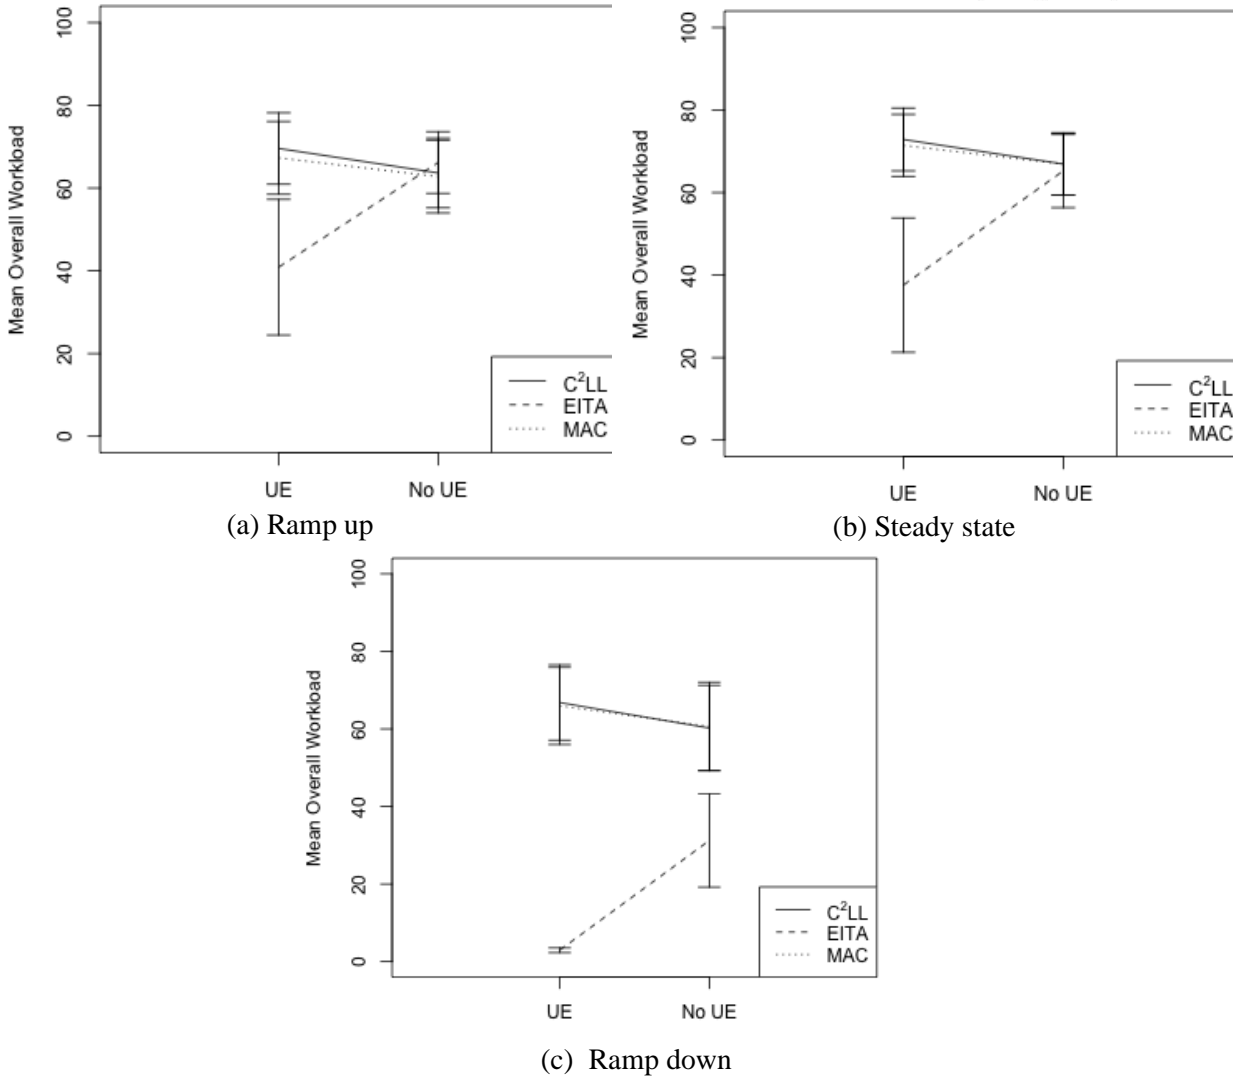 Mean Overall Workload
100
80
60
40
20
0
UE No UE
C²LL
EITA
MAC
(a) Ramp up
Mean Overall Workload
100
80
60
40
20
0
UE No UE
C²LL
EITA
MAC
(b) Steady state
Mean Overall Workload
100
80
60
40
20
0
UE No UE
C²LL
EITA
MAC
(c) Ramp down